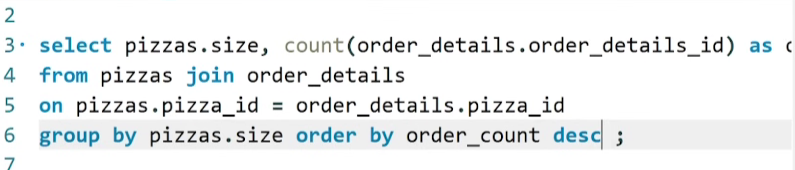 2
3 select pizzas.size, count(order_details.order_details_id) as
4 from pizzas join order_details
5 on pizzas.pizza_id = order_details.pizza_id
6 group by pizzas.size order by order_count desc ;
7